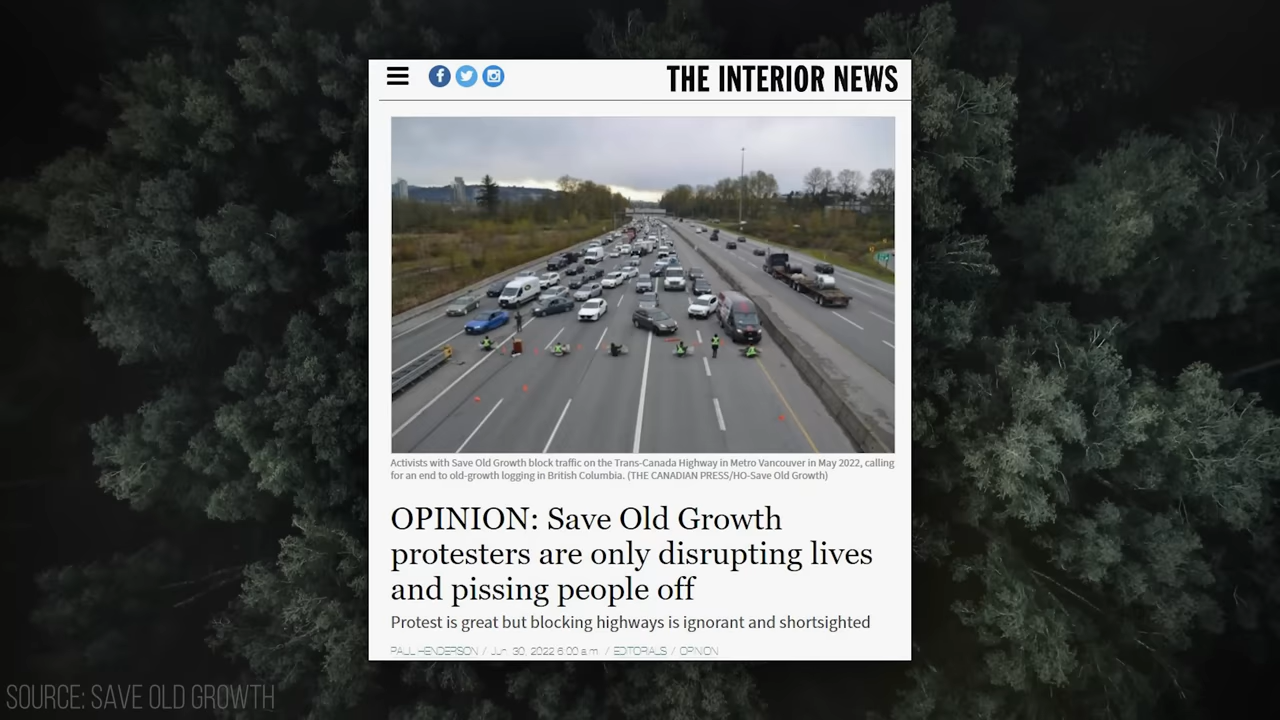 THE INTERIOR NEWS
Activists with Save Old Growth block traffic on the Trans-Canada Highway in Metro Vancouver in May 2022, calling
for an end to old-growth logging in British Columbia. (THE CANADIAN PRESS/HO-Save Old Growth)
OPINION: Save Old Growth
protesters are only disrupting lives
and pissing people off
Protest is great but blocking highways is ignorant and shortsighted
PAUL HENDERSON / Jun. 30, 2022 6:00 a.m. / EDITORIALS / OPINION
SOURCE: SAVE OLD GROWTH